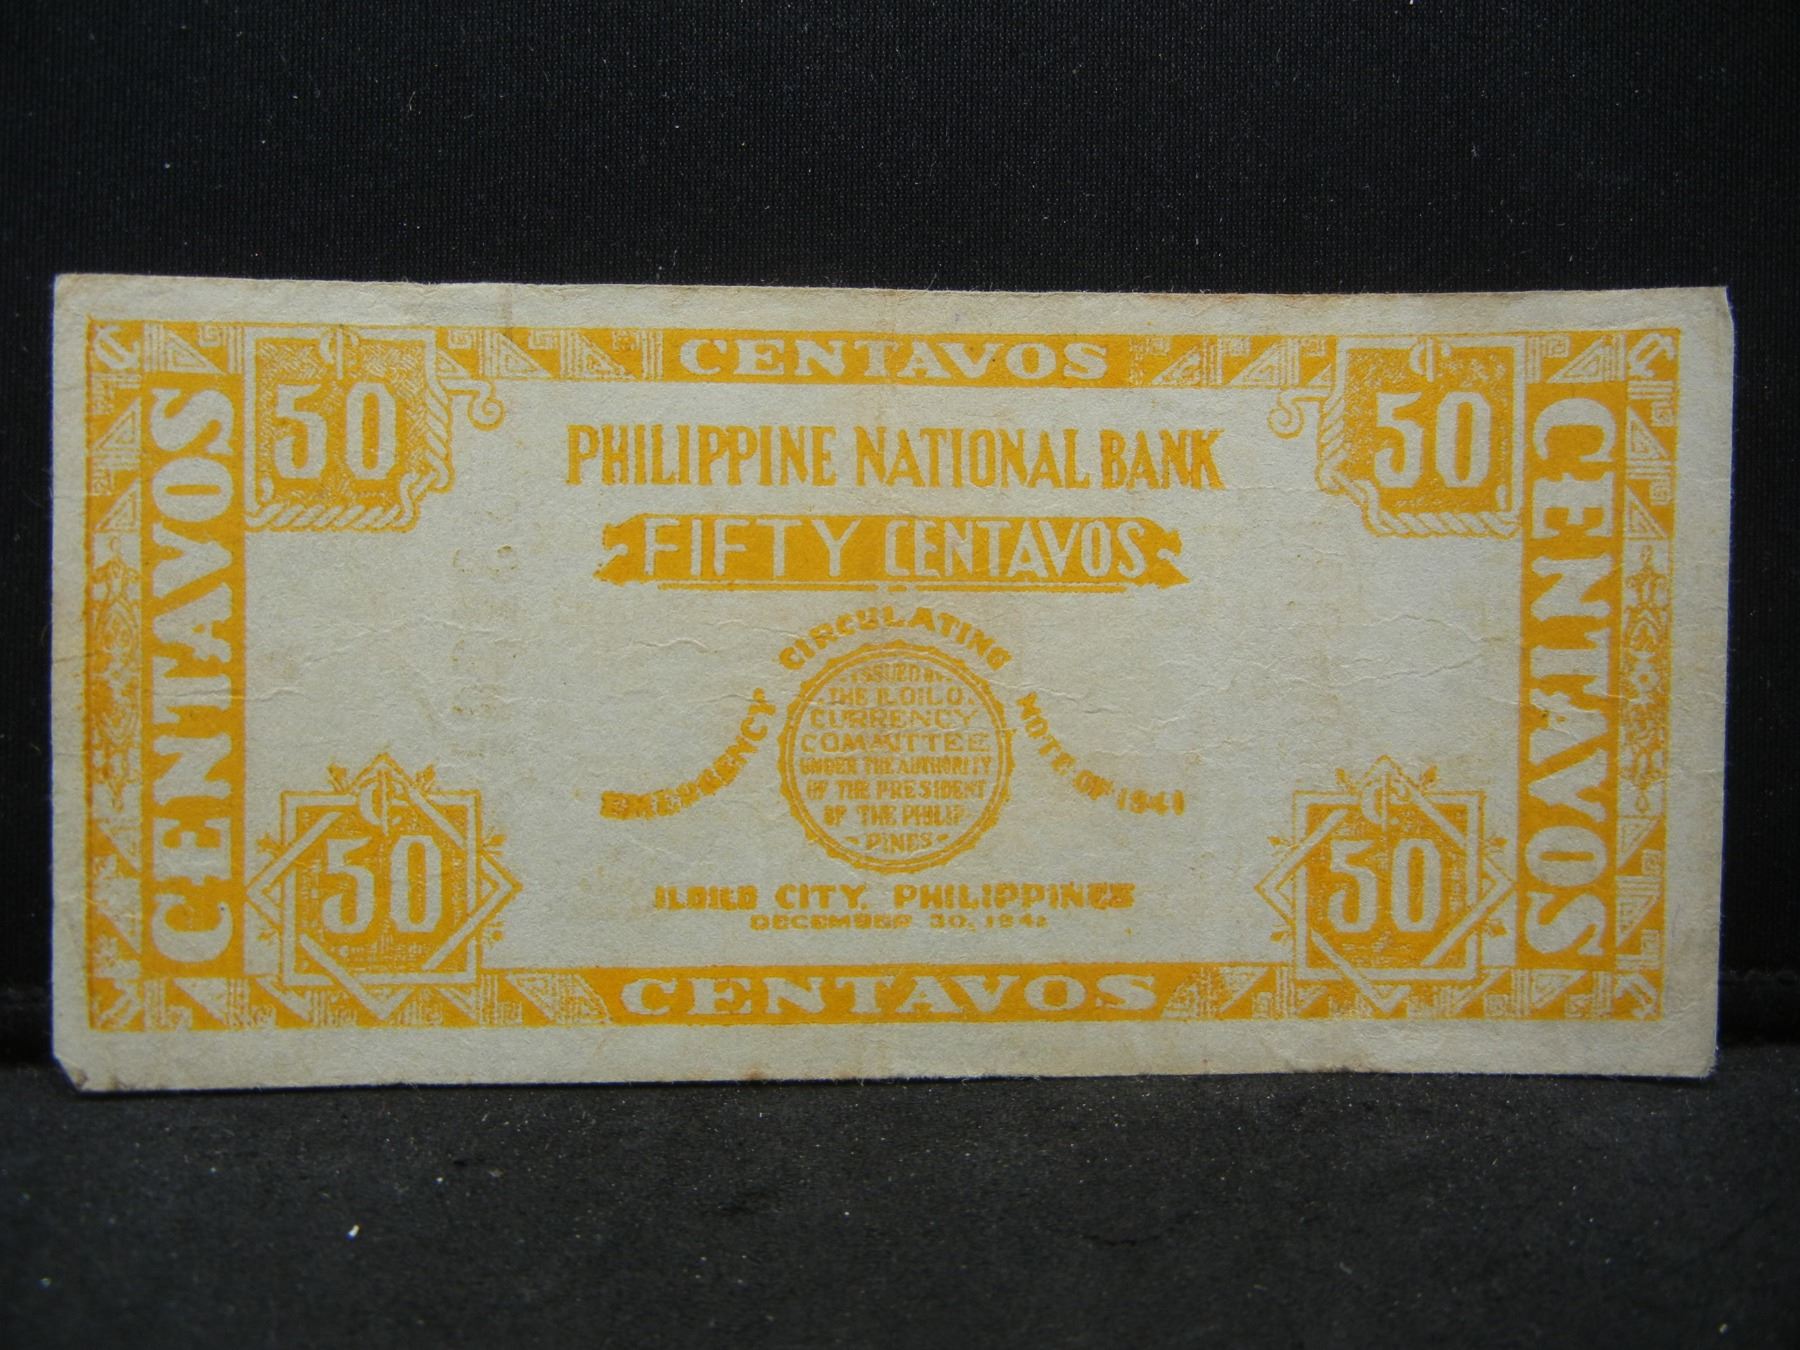 CENTAVOS
50
50
CENTAVOS
CENTAVOS
PHILIPPINE NATIONAL BANK
FIFTY CENTAVOS
EMERGENCY CIRCULATING NOTE OF 1941
ISSUED BY
THE ILOILO
CURRENCY
COMMITTEE
UNDER THE AUTHORITY
OF THE PRESIDENT
OF THE PHILIP-
PINES
ILOILO CITY, PHILIPPINES
DECEMBER 30, 1941
50
50
CENTAVOS